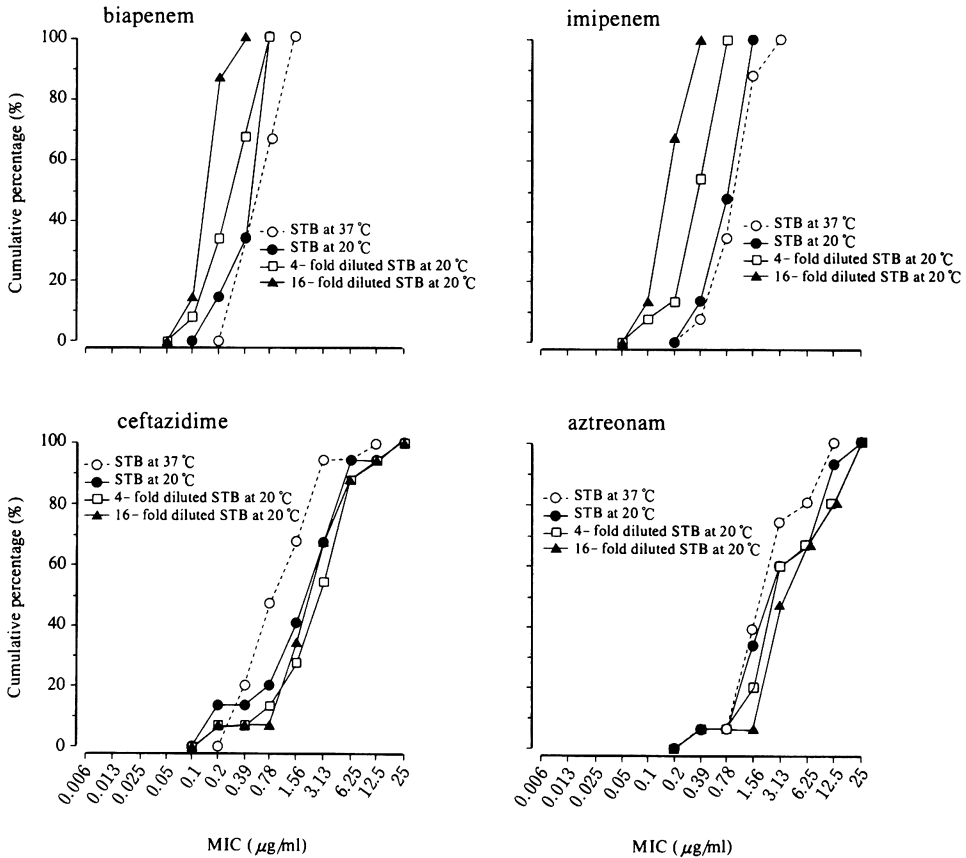 biapenem
imipenem
Cumulative percentage (%)
100
80
60
40
20
0
STB at 37 ℃
STB at 20 ℃
4- fold diluted STB at 20 ℃
16- fold diluted STB at 20 ℃
STB at 37 ℃
STB at 20 ℃
4- fold diluted STB at 20 ℃
16- fold diluted STB at 20 ℃
ceftazidime
aztreonam
Cumulative percentage (%)
100
80
60
40
20
0
STB at 37 ℃
STB at 20 ℃
4- fold diluted STB at 20 ℃
16- fold diluted STB at 20 ℃
STB at 37 ℃
STB at 20 ℃
4- fold diluted STB at 20 ℃
16- fold diluted STB at 20 ℃
0.006 0.013 0.025 0.05 0.1 0.2 0.39 0.78 1.56 3.13 6.25 12.5 25
0.006 0.013 0.025 0.05 0.1 0.2 0.39 0.78 1.56 3.13 6.25 12.5 25
MIC (μg/ml)
MIC (μg/ml)